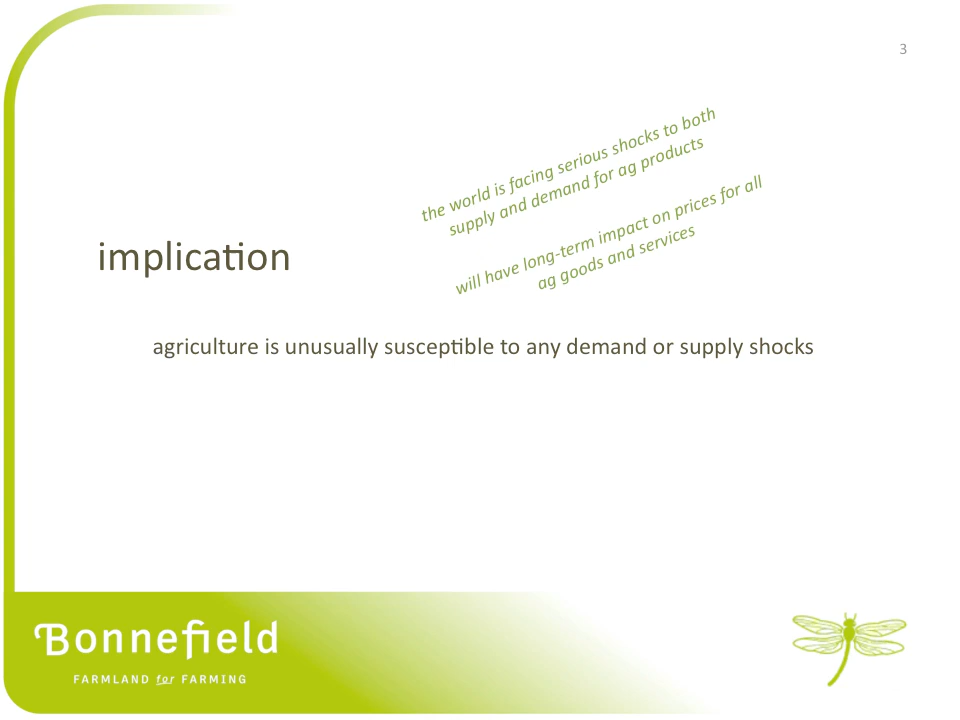 3
the world is facing serious shocks to both
supply and demand for ag products
will have long-term impact on prices for all
ag goods and services
implication
agriculture is unusually susceptible to any demand or supply shocks
Bonnefield
FARMLAND for FARMING